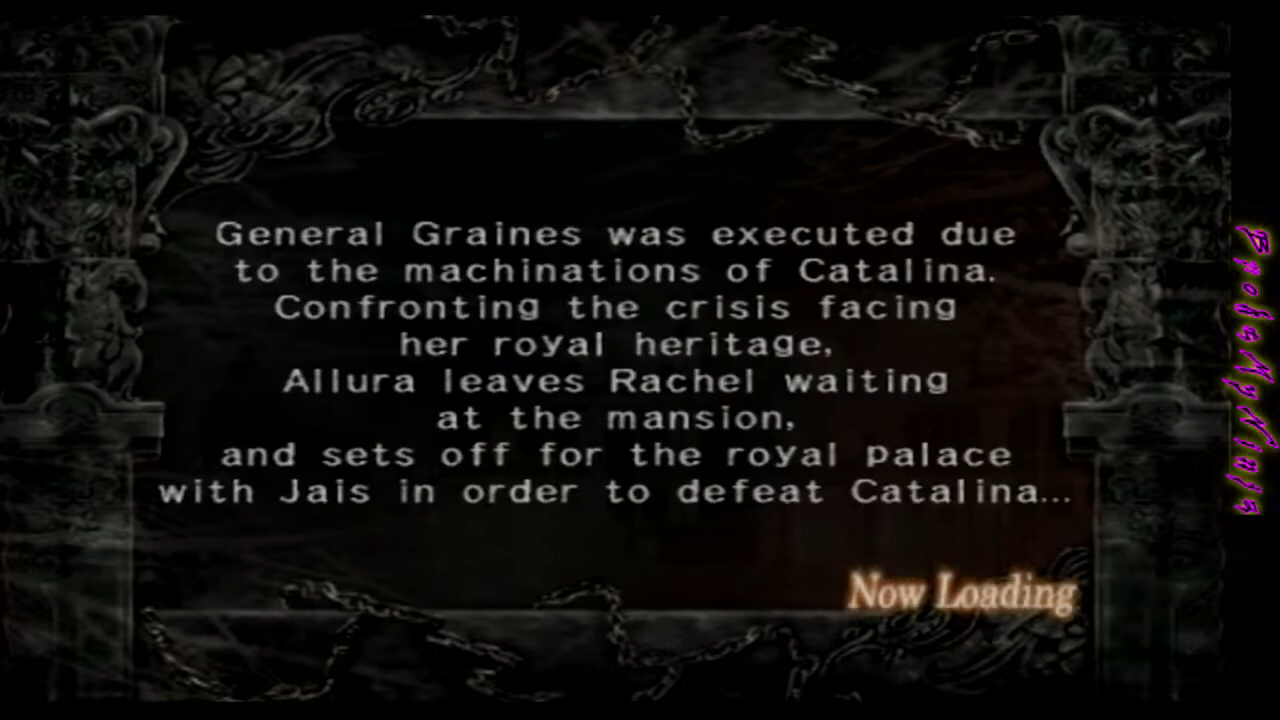 General Graines was executed due
to the machinations of Catalina.
Confronting the crisis facing
her royal heritage,
Allura leaves Rachel waiting
at the mansion,
and sets off for the royal palace
with Jais in order to defeat Catalina...
Now Loading